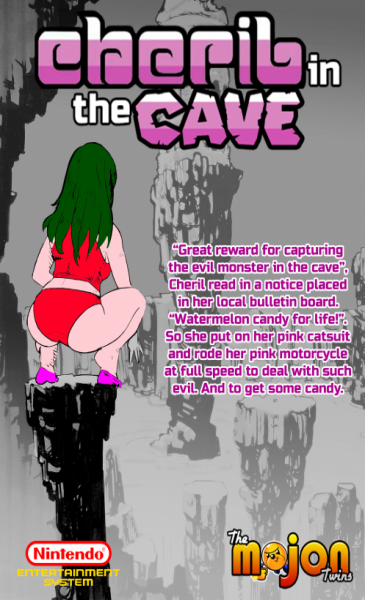 cheril in
the CAVE
“Great reward for capturing
the evil monster in the cave”,
Cheril read in a notice placed
in her local bulletin board.
“Watermelon candy for life!”.
So she put on her pink catsuit
and rode her pink motorcycle
at full speed to deal with such
evil. And to get some candy.
Nintendo
ENTERTAINMENT
SYSTEM
The
mojon
Twins